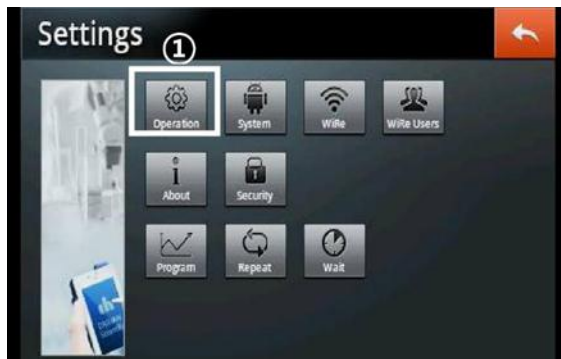 Settings
①
Operation System WiRe WiRe Users
About Security
Program Repeat Wait